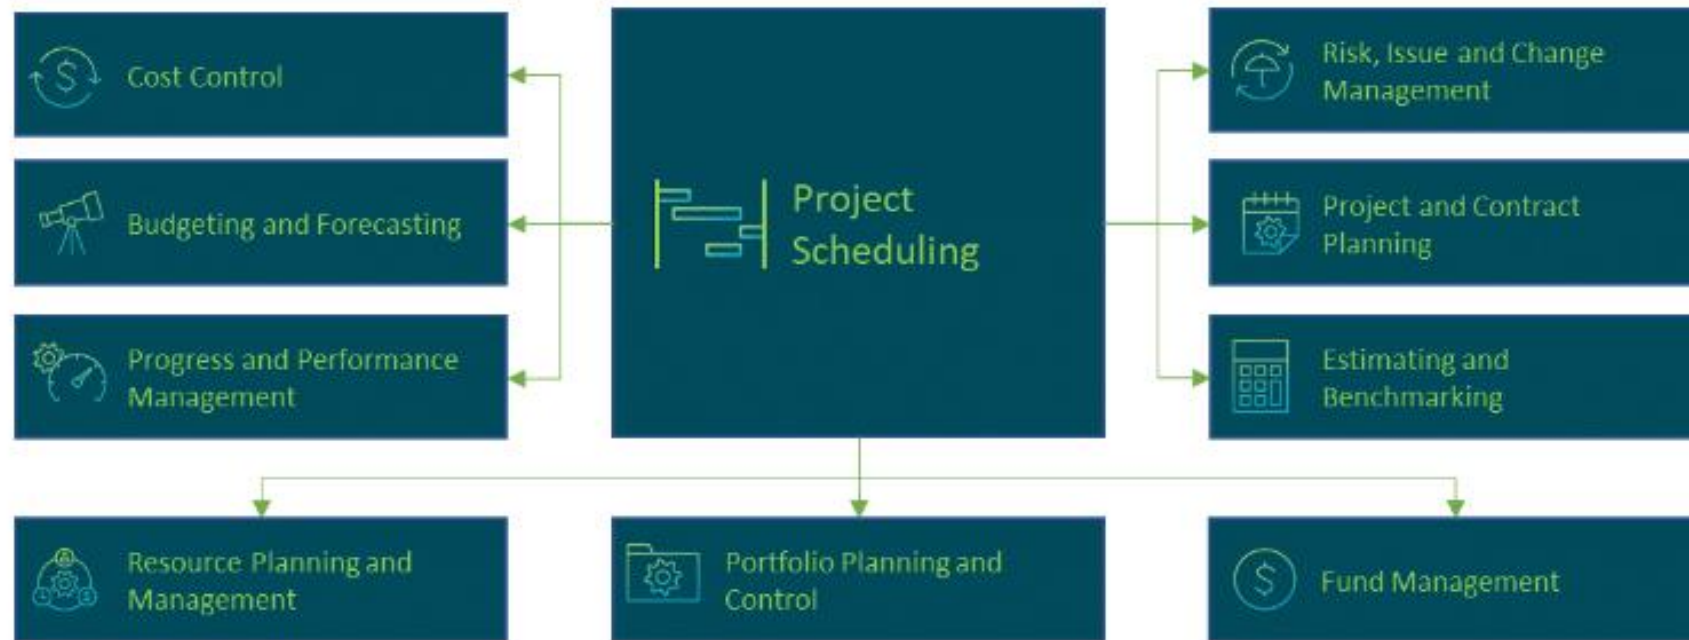 Cost Control
Budgeting and Forecasting
Progress and Performance
Management
Project
Scheduling
Risk, Issue and Change
Management
Project and Contract
Planning
Estimating and
Benchmarking
Resource Planning and
Management
Portfolio Planning and
Control
Fund Management